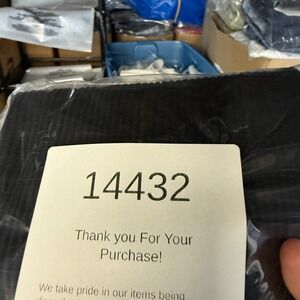 14432
Thank you For Your
Purchase!
We take pride in our items being